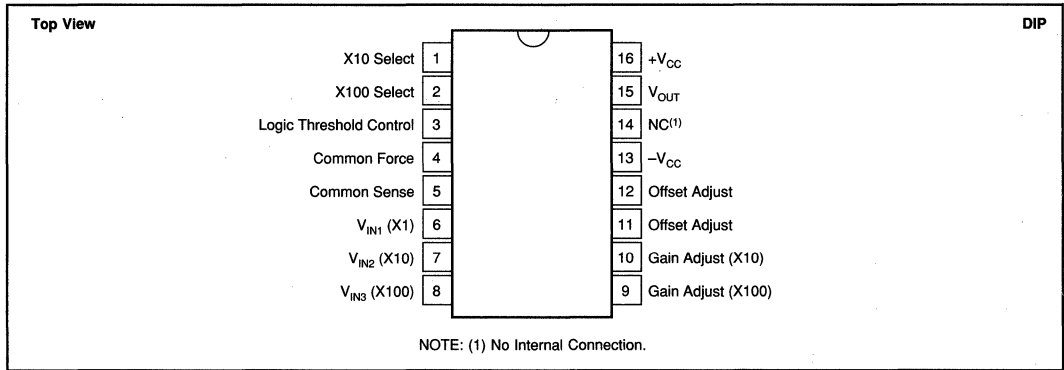 Top View
DIP
X10 Select 1
X100 Select 2
Logic Threshold Control 3
Common Force 4
Common Sense 5
V_IN1 (X1) 6
V_IN2 (X10) 7
V_IN3 (X100) 8
16 +V_CC
15 V_OUT
14 NC(1)
13 –V_CC
12 Offset Adjust
11 Offset Adjust
10 Gain Adjust (X10)
9 Gain Adjust (X100)
NOTE: (1) No Internal Connection.